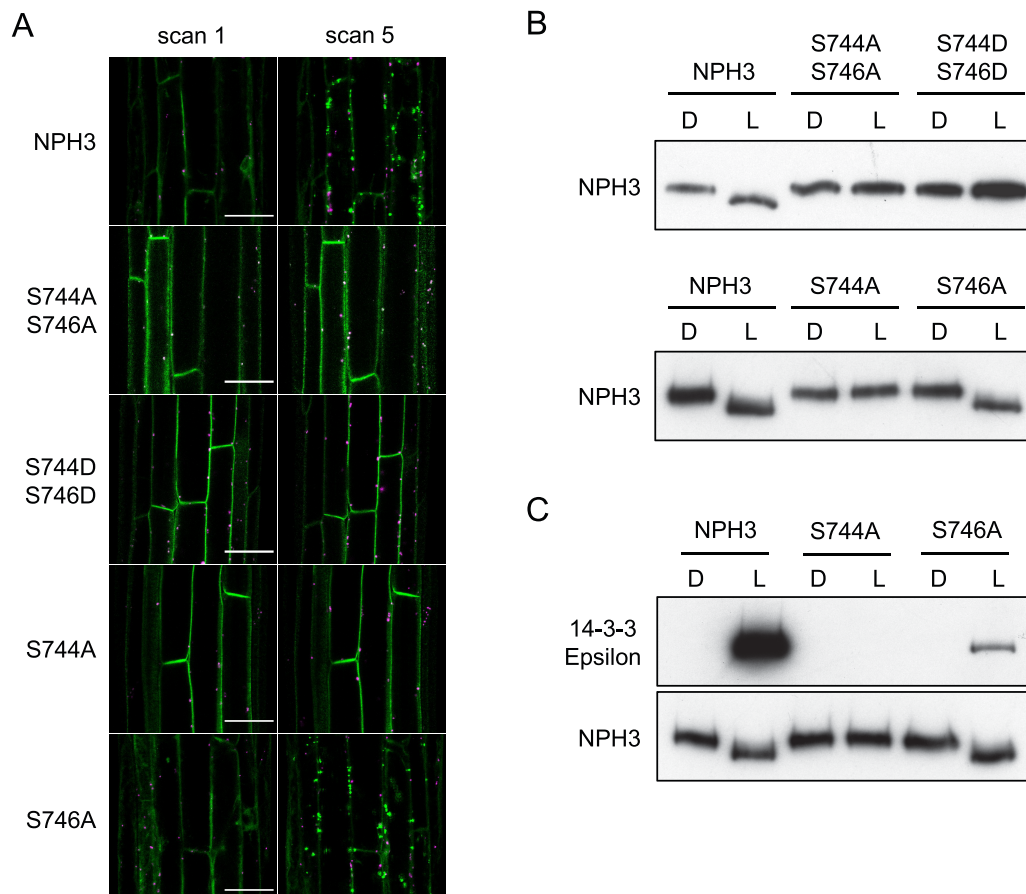 A
scan 1 scan 5
NPH3
S744A
S746A
S744D
S746D
S744A
S746A
B
NPH3 S744A S746A S744D S746D
D L D L D L
NPH3
NPH3 S744A S746A
D L D L D L
NPH3
C
NPH3 S744A S746A
D L D L D L
14-3-3
Epsilon
NPH3